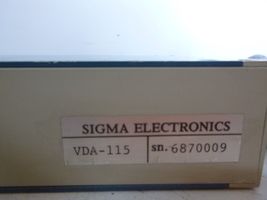 SIGMA ELECTRONICS
VDA-115 sn. 6870009